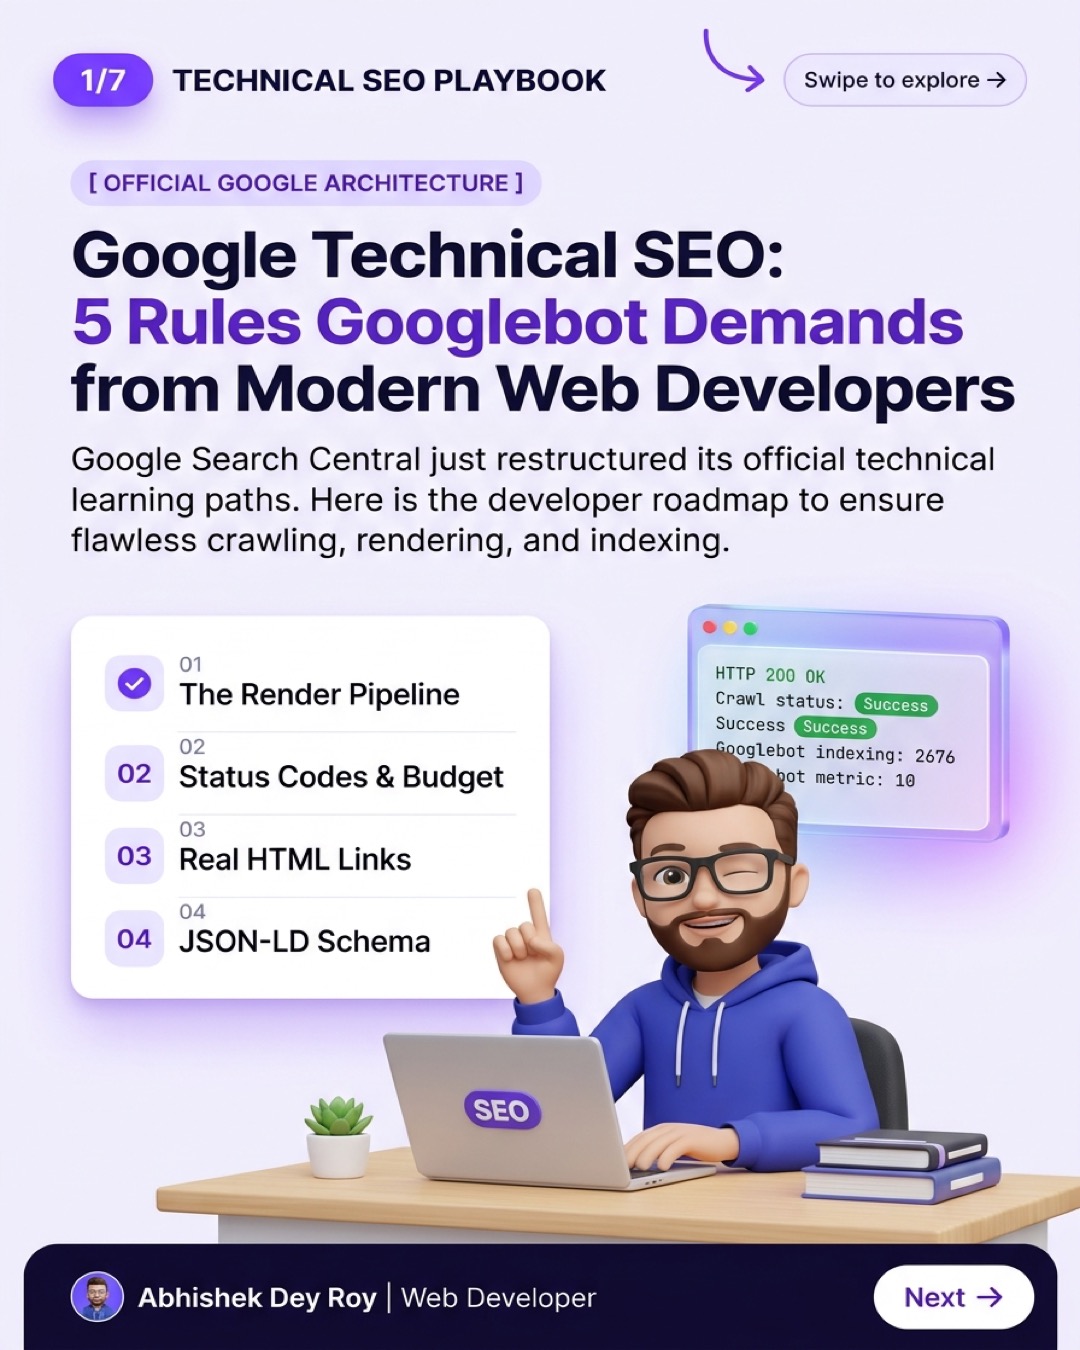 1/7 TECHNICAL SEO PLAYBOOK
Swipe to explore →
[ OFFICIAL GOOGLE ARCHITECTURE ]
Google Technical SEO:
5 Rules Googlebot Demands
from Modern Web Developers
Google Search Central just restructured its official technical
learning paths. Here is the developer roadmap to ensure
flawless crawling, rendering, and indexing.
01
The Render Pipeline
02
02
Status Codes & Budget
03
03
Real HTML Links
04
04
JSON-LD Schema
HTTP 200 OK
Crawl status: Success
Success Success
Googlebot indexing: 2676
bot metric: 10
SEO
Abhishek Dey Roy | Web Developer
Next →